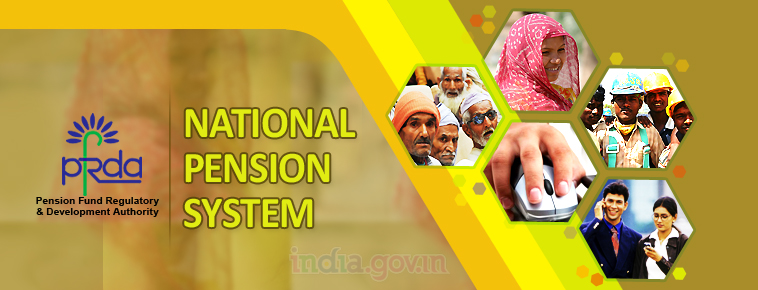 pfrda
Pension Fund Regulatory
& Development Authority
NATIONAL
PENSION
SYSTEM
india.gov.in